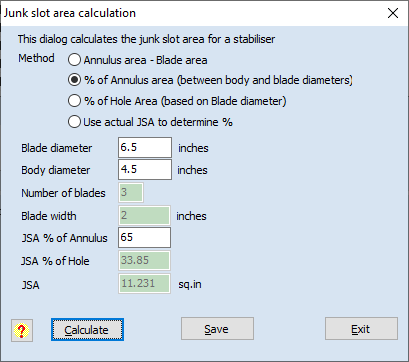 Junk slot area calculation
This dialog calculates the junk slot area for a stabiliser
Method
Annulus area - Blade area
% of Annulus area (between body and blade diameters)
% of Hole Area (based on Blade diameter)
Use actual JSA to determine %
Blade diameter 6.5 inches
Body diameter 4.5 inches
Number of blades 3
Blade width 2 inches
JSA % of Annulus 65
JSA % of Hole 33.85
JSA 11.231 sq.in
? Calculate Save Exit